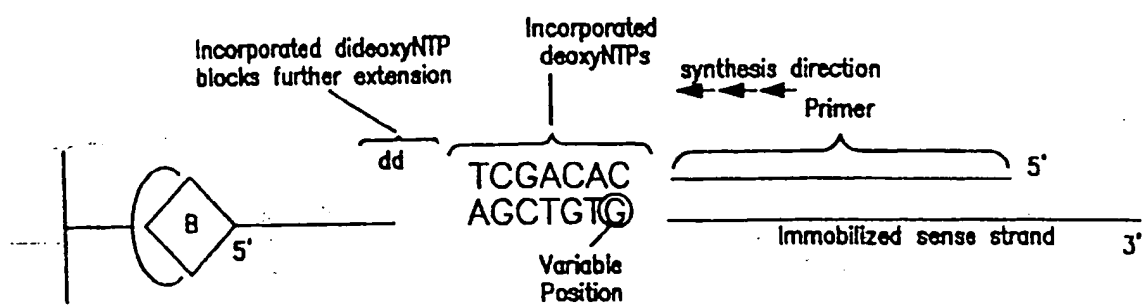 Incorporated dideoxyNTP
blocks further extension
Incorporated
deoxyNTPs
synthesis direction
Primer
dd
TCGACAC
5'
AGCTGTG
B
5'
Immobilized sense strand
3'
Variable
Position